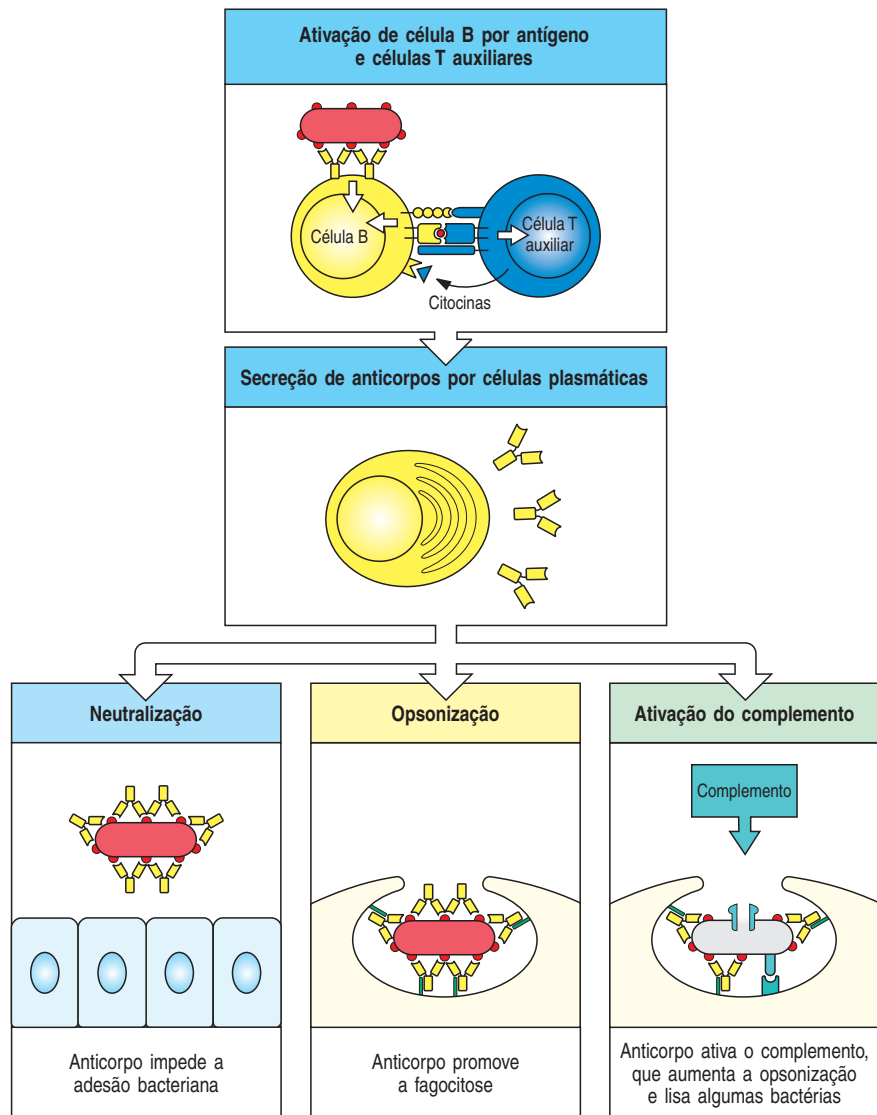 Ativação de célula B por antígeno
e células T auxiliares
Célula B
Célula T
auxiliar
Citocinas
Secreção de anticorpos por células plasmáticas
Neutralização
Anticorpo impede a
adesão bacteriana
Opsonização
Anticorpo promove
a fagocitose
Ativação do complemento
Complemento
Anticorpo ativa o complemento,
que aumenta a opsonização
e lisa algumas bactérias